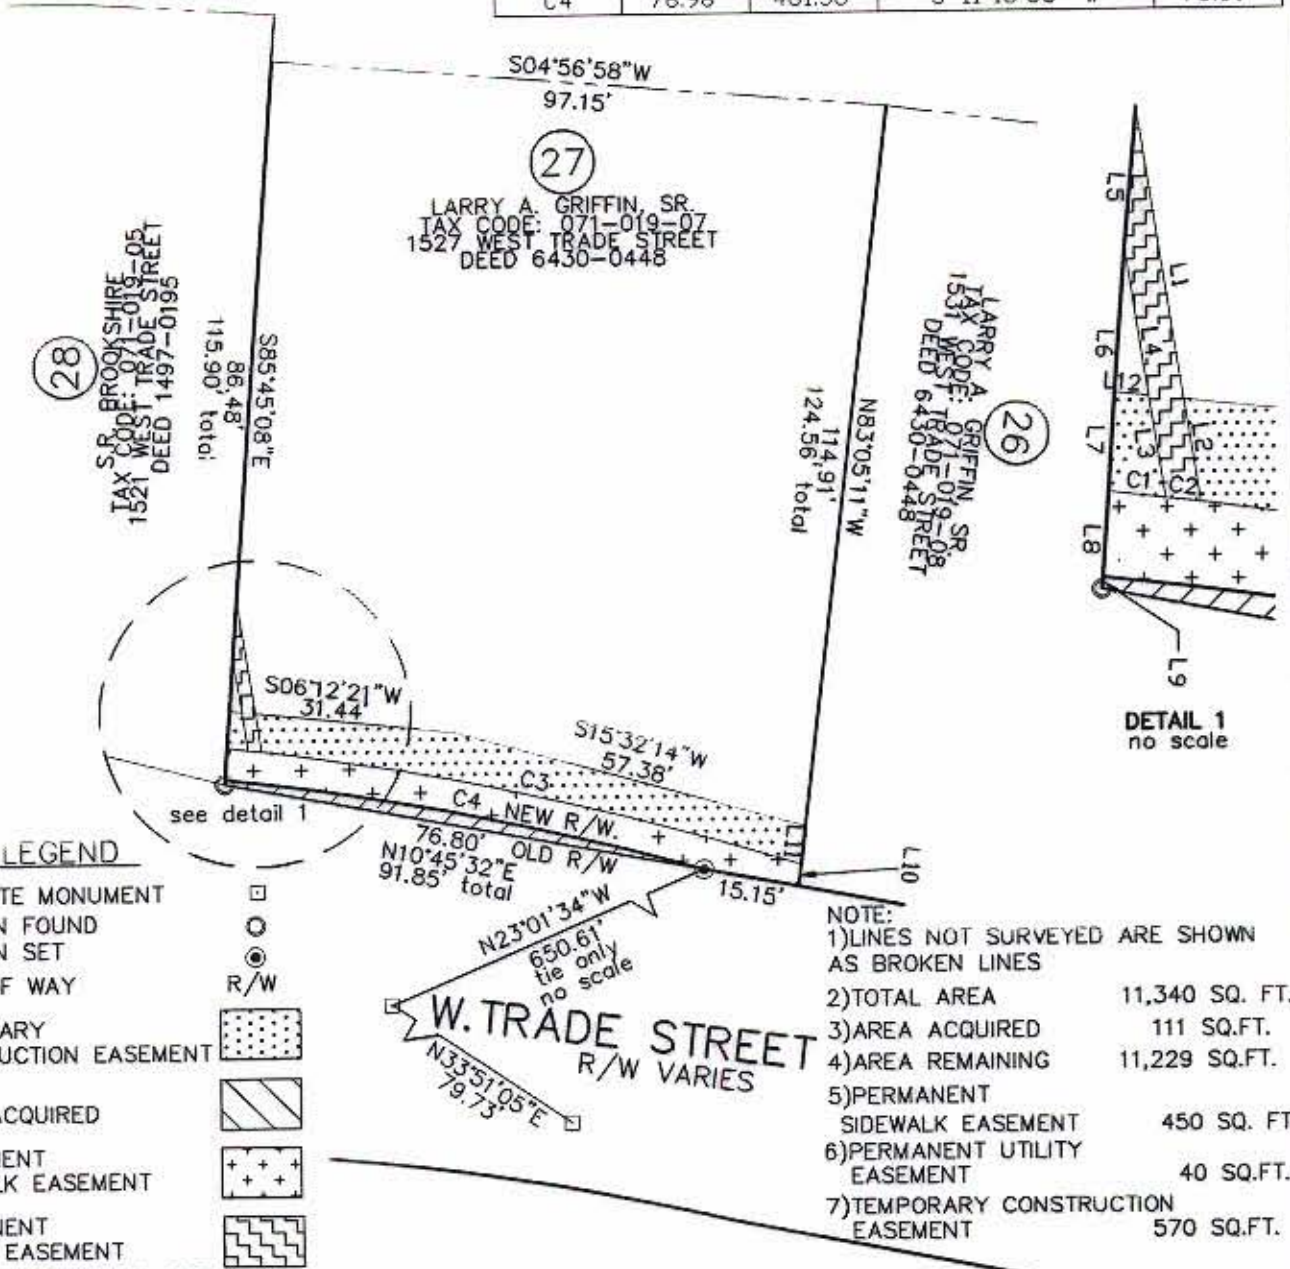 C4 76.98
S04°56'58"W
97.15'
27
LARRY A. GRIFFIN, SR.
TAX CODE: 071-019-07
1527 WEST TRADE STREET
DEED 6430-0448
28
S.R. BROOKSHIRE
TAX CODE: 071-019-05
1521 WEST TRADE STREET
DEED 1497-0195
S85°45'08"E
86.48'
115.90' total
N83°05'11"W
114.91'
124.56' total
26
LARRY A. GRIFFIN, SR.
TAX CODE: 071-019-08
1531 WEST TRADE STREET
DEED 6430-0448
L5
L1
L6
L4
L12
L2
L7
L3
C1
C2
L8
L9
DETAIL 1
no scale
S06°12'21"W
31.44'
S15°32'14"W
57.38'
C3
C4
NEW R/W.
L11
L10
see detail 1
76.80'
OLD R/W
N10°45'32"E
91.85' total
15.15'
N23°01'34"W
650.61'
tie only
no scale
W. TRADE STREET
R/W VARIES
N33°51'05"E
79.73'
LEGEND
TE MONUMENT
N FOUND
N SET
F WAY R/W
ARY
UCTION EASEMENT
ACQUIRED
ENT
LK EASEMENT
NENT
EASEMENT
NOTE:
1)LINES NOT SURVEYED ARE SHOWN
AS BROKEN LINES
2)TOTAL AREA 11,340 SQ. FT.
3)AREA ACQUIRED 111 SQ.FT.
4)AREA REMAINING 11,229 SQ.FT.
5)PERMANENT
SIDEWALK EASEMENT 450 SQ. FT
6)PERMANENT UTILITY
EASEMENT 40 SQ.FT.
7)TEMPORARY CONSTRUCTION
EASEMENT 570 SQ.FT.